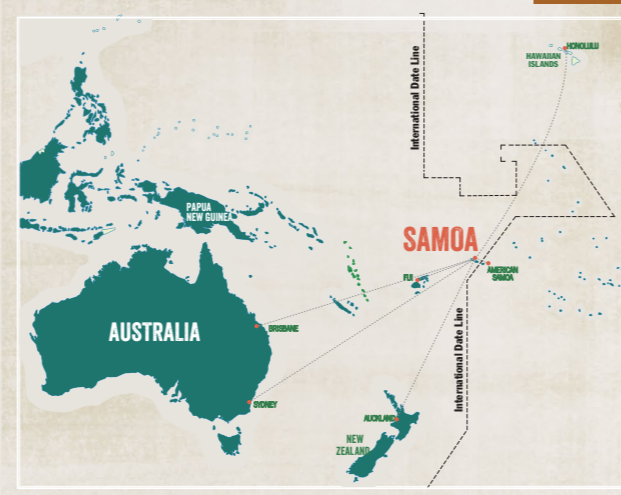 HONOLULU
HAWAIIAN
ISLANDS
International Date Line
PAPUA
NEW GUINEA
SAMOA
FIJI
AMERICAN
SAMOA
AUSTRALIA
BRISBANE
International Date Line
SYDNEY
AUCKLAND
NEW
ZEALAND